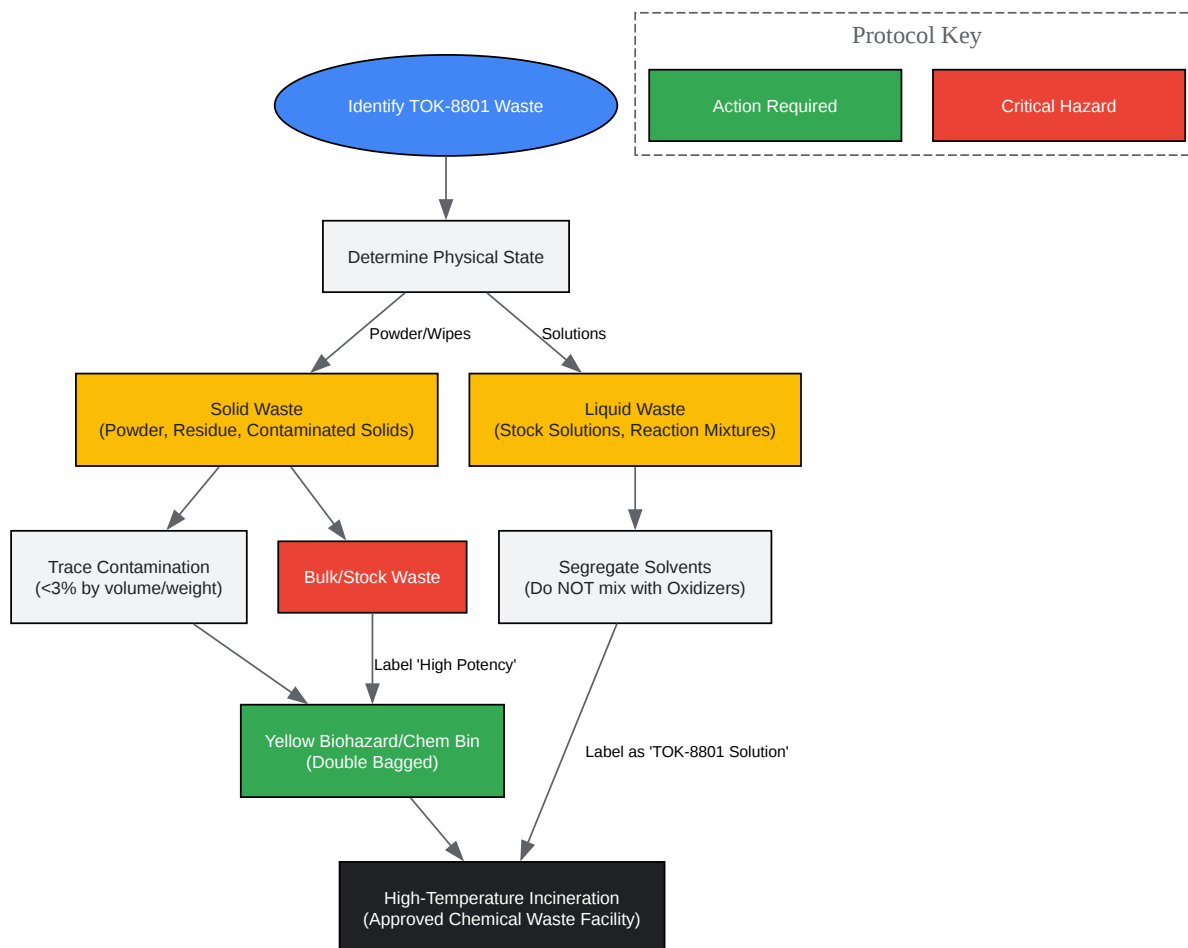 Protocol Key
Identify TOK-8801 Waste
Action Required
Critical Hazard
Determine Physical State
Powder/Wipes
Solutions
Solid Waste
(Powder, Residue, Contaminated Solids)
Liquid Waste
(Stock Solutions, Reaction Mixtures)
Trace Contamination
(<3% by volume/weight)
Bulk/Stock Waste
Segregate Solvents
(Do NOT mix with Oxidizers)
Label 'High Potency'
Yellow Biohazard/Chem Bin
(Double Bagged)
Label as 'TOK-8801 Solution'
High-Temperature Incineration
(Approved Chemical Waste Facility)